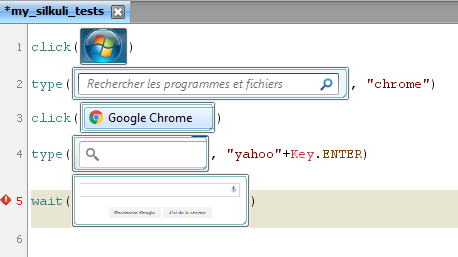 *my_silkuli_tests
1 click( )
2 type( Rechercher les programmes et fichiers , "chrome")
3 click( Google Chrome )
4 type( , "yahoo"+Key.ENTER)
5 wait( Recherche Google J'ai de la chance )
6